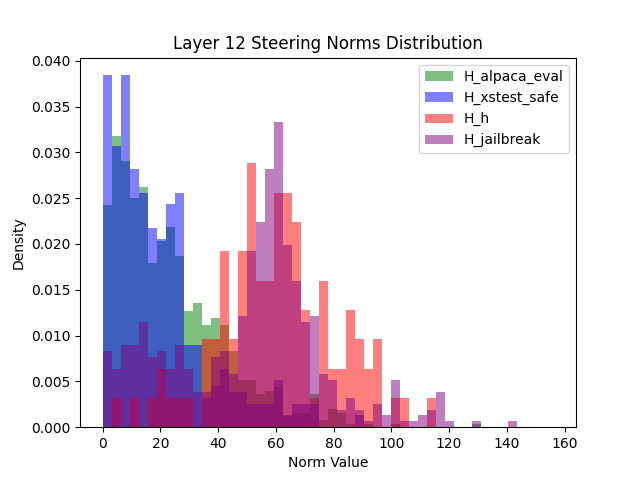 Layer 12 Steering Norms Distribution
H_alpaca_eval
H_xstest_safe
H_h
H_jailbreak
0.040
0.035
0.030
0.025
0.020
0.015
0.010
0.005
0.000
Density
0 20 40 60 80 100 120 140 160
Norm Value